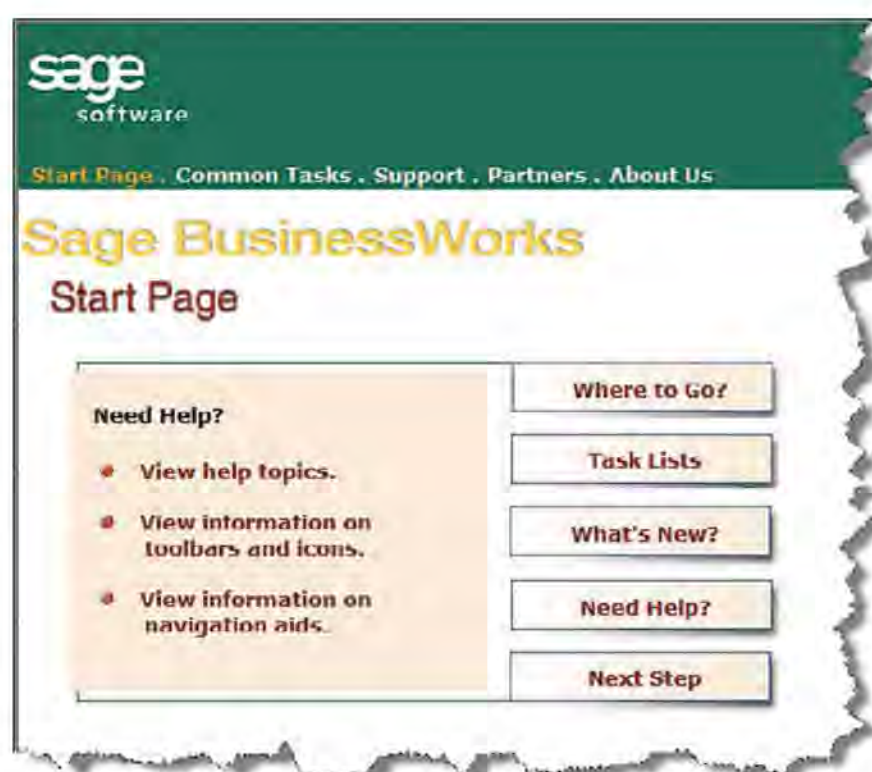 sage
software
Start Page . Common Tasks . Support . Partners . About Us
Sage BusinessWorks
Start Page
Need Help?
View help topics.
View information on
toolbars and icons.
View information on
navigation aids.
Where to Go?
Task Lists
What's New?
Need Help?
Next Step